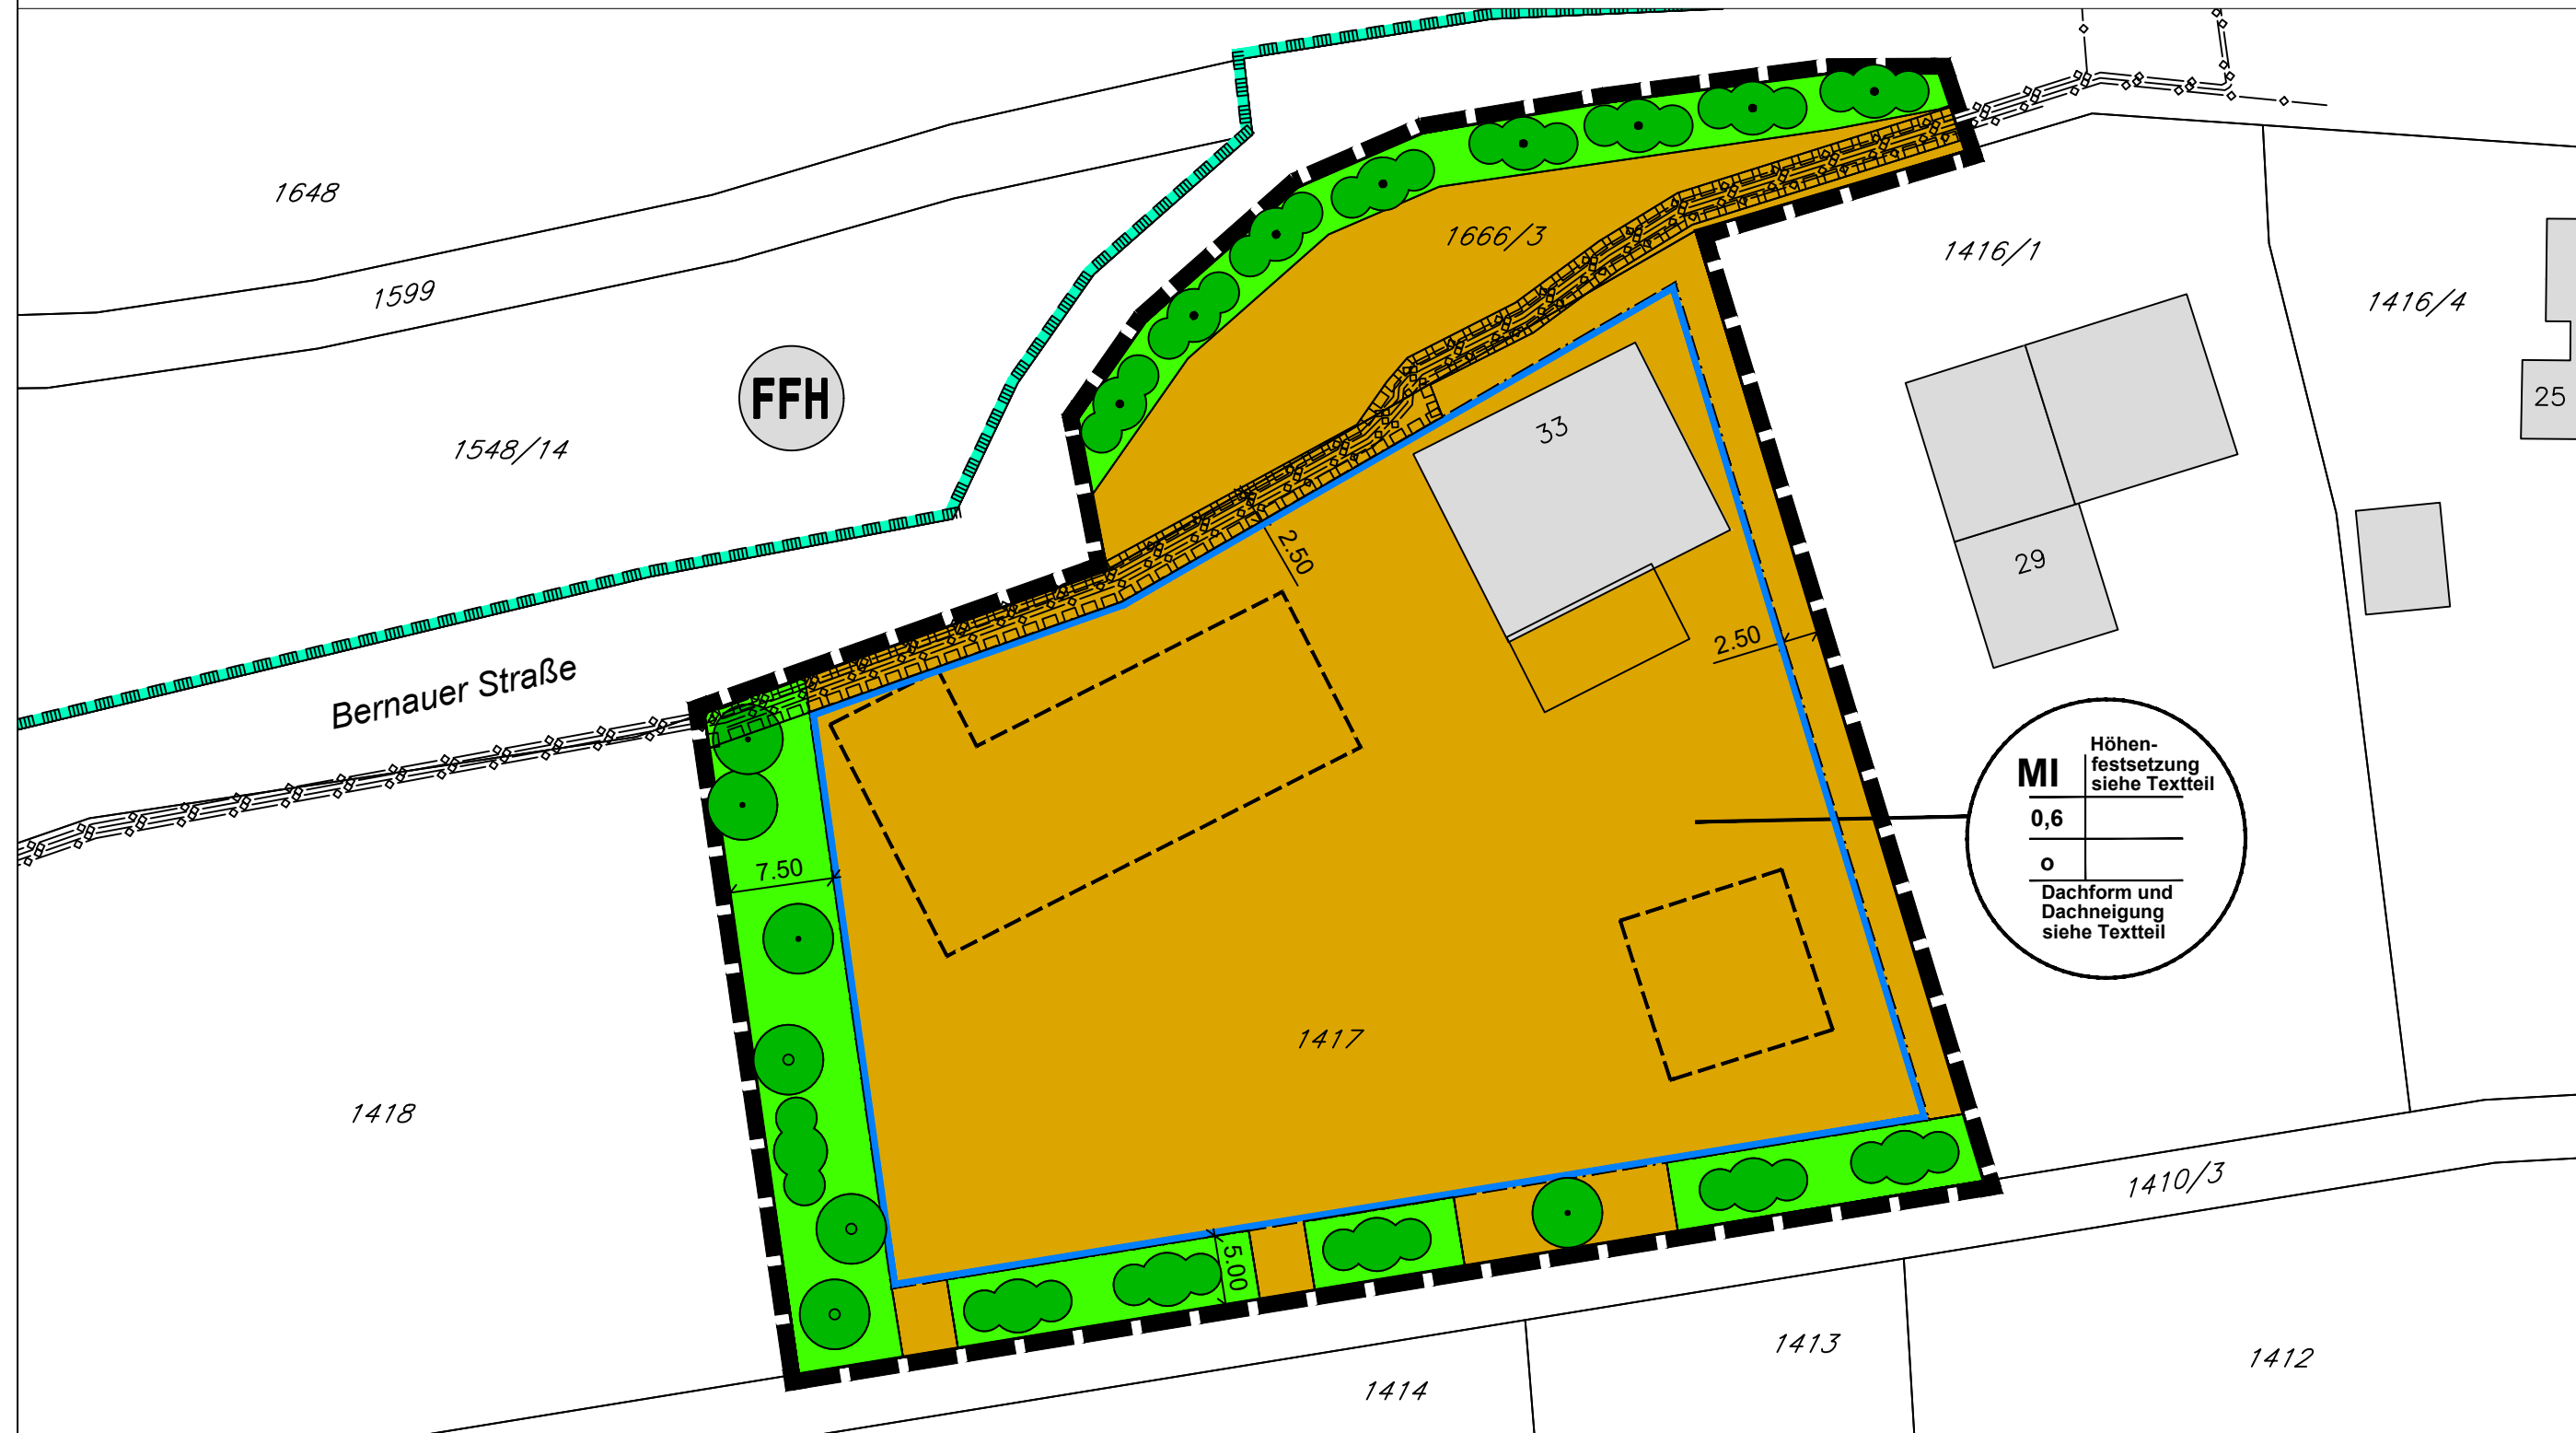 1648
1599
1666/3
1416/1
1416/4
FFH
25
33
1548/14
2.50
29
2.50
Bernauer Straße
MI
Höhen-
festsetzung
siehe Textteil
0,6
o
Dachform und
Dachneigung
siehe Textteil
7.50
1417
1418
1410/3
5.00
1413
1412
1414